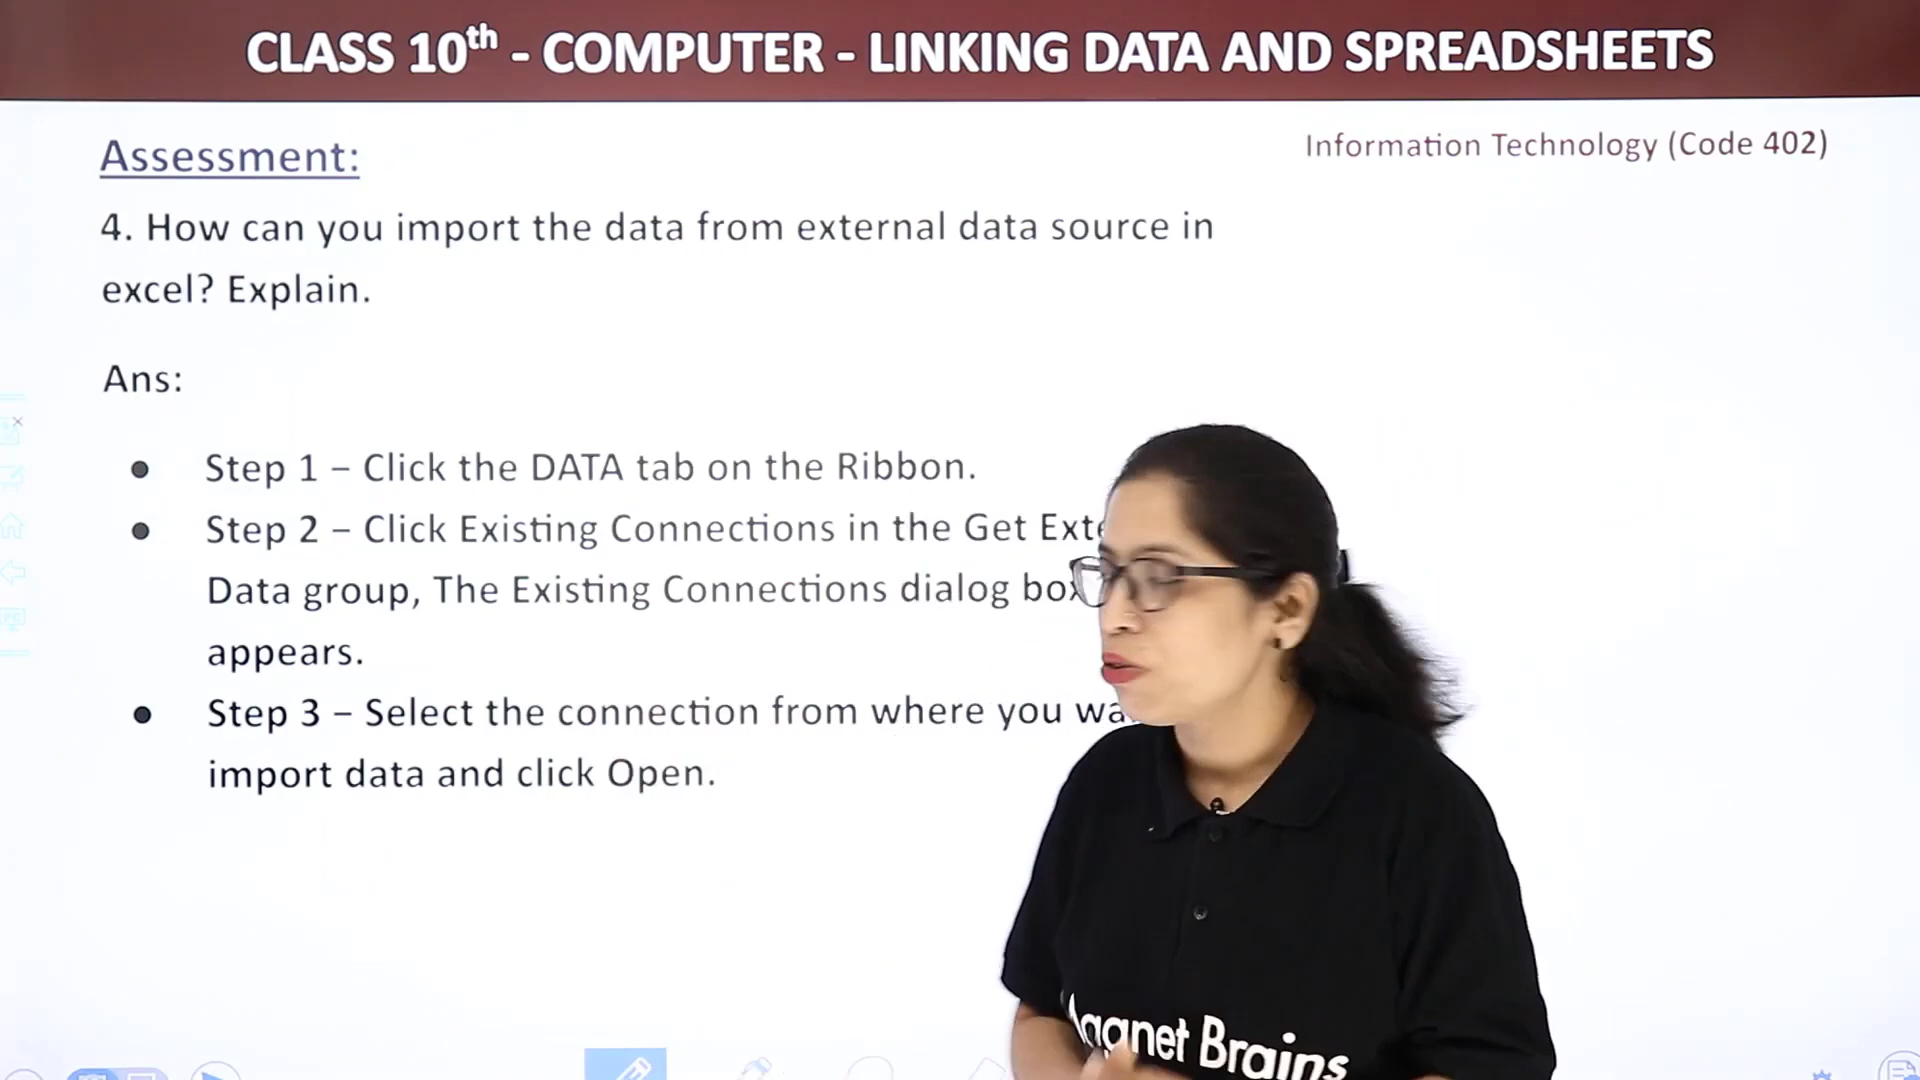 CLASS 10th - COMPUTER - LINKING DATA AND SPREADSHEETS
Assessment:
Information Technology (Code 402)
4. How can you import the data from external data source in
excel? Explain.
Ans:
● Step 1 – Click the DATA tab on the Ribbon.
● Step 2 – Click Existing Connections in the Get
Data group, The Existing Connections dialog box
appears.
● Step 3 – Select the connection from where you
import data and click Open.
Brains